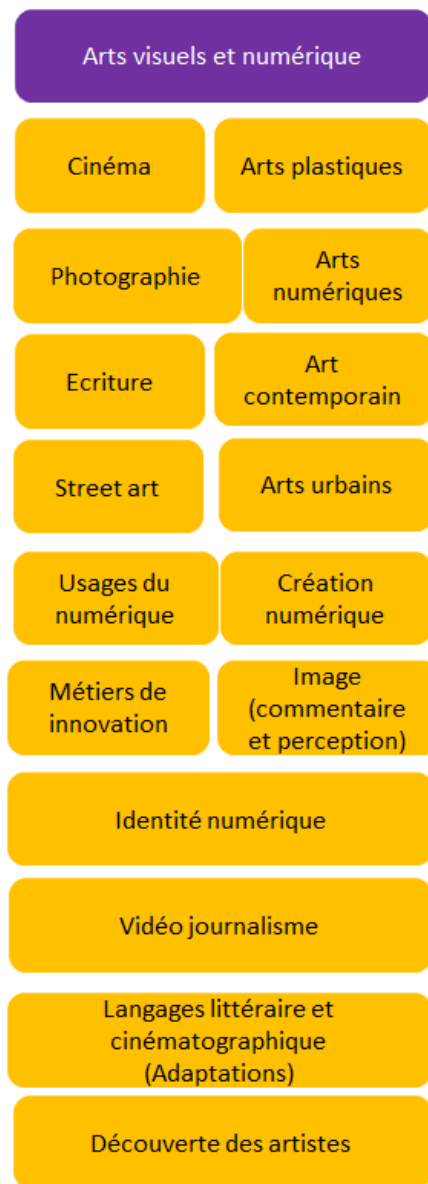 Arts visuels et numérique
Cinéma
Arts plastiques
Photographie
Arts
numériques
Ecriture
Art
contemporain
Street art
Arts urbains
Usages du
numérique
Création
numérique
Métiers de
innovation
Image
(commentaire
et perception)
Identité numérique
Vidéo journalisme
Langages littéraire et
cinématographique
(Adaptations)
Découverte des artistes